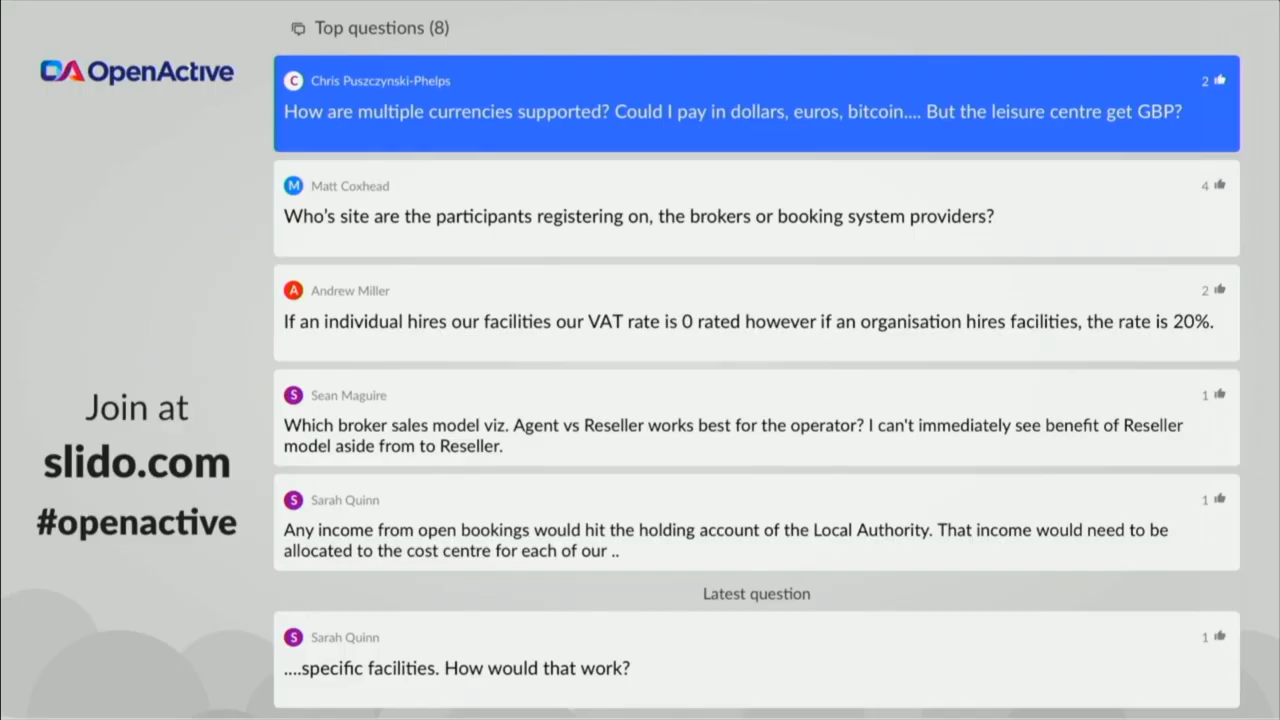 Top questions (8)
OpenActive
C Chris Puszczynski-Phelps 2
How are multiple currencies supported? Could I pay in dollars, euros, bitcoin.... But the leisure centre get GBP?
M Matt Coxhead 4
Who's site are the participants registering on, the brokers or booking system providers?
A Andrew Miller 2
If an individual hires our facilities our VAT rate is 0 rated however if an organisation hires facilities, the rate is 20%.
S Sean Maguire 1
Which broker sales model viz. Agent vs Reseller works best for the operator? I can't immediately see benefit of Reseller
model aside from to Reseller.
S Sarah Quinn 1
Any income from open bookings would hit the holding account of the Local Authority. That income would need to be
allocated to the cost centre for each of our ..
Latest question
S Sarah Quinn 1
....specific facilities. How would that work?
Join at
slido.com
#openactive